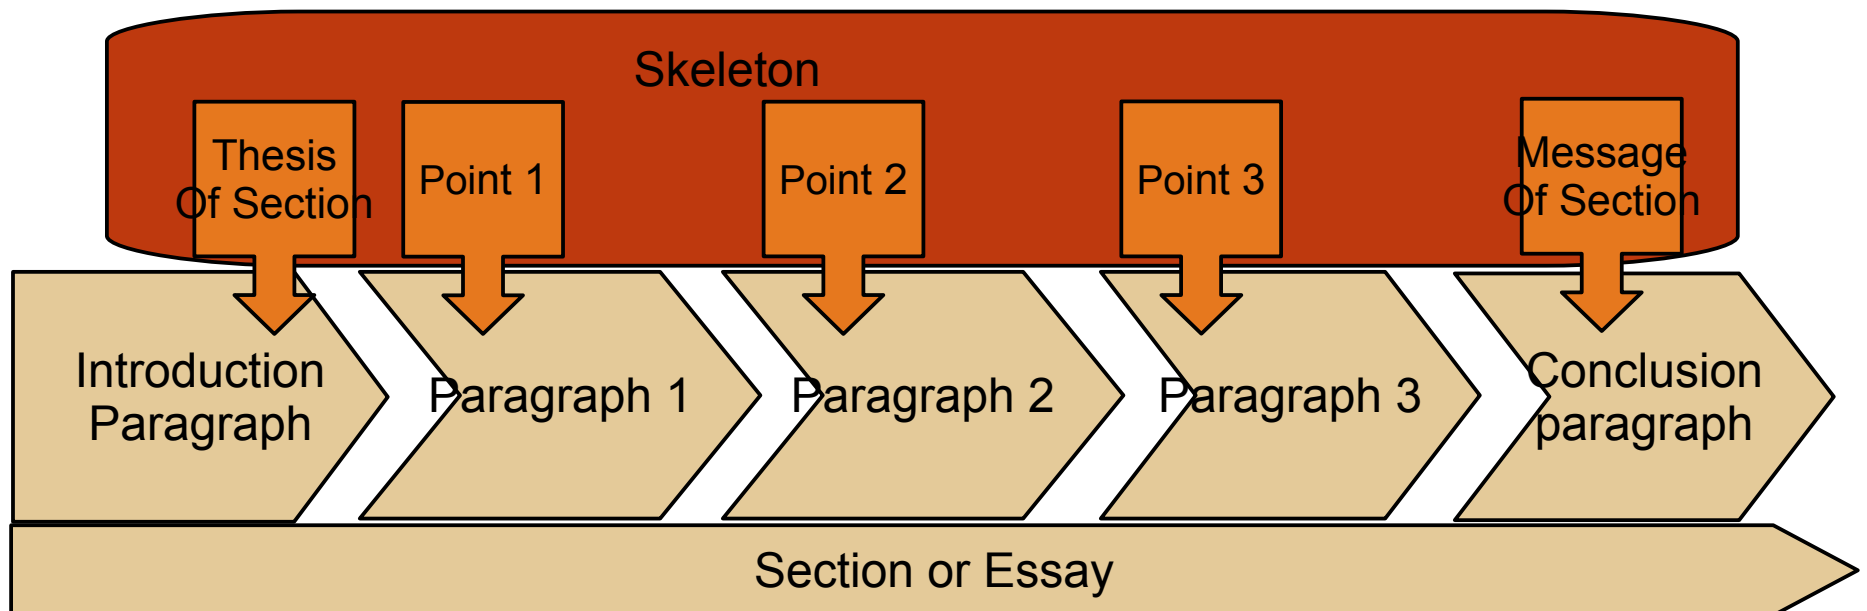 Skeleton
Thesis
Of Section
Point 1
Point 2
Point 3
Message
Of Section
Introduction
Paragraph
Paragraph 1
Paragraph 2
Paragraph 3
Conclusion
paragraph
Section or Essay